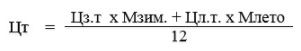 Цт = Цз.т х Мзим. + Цл.т. х Млето
12